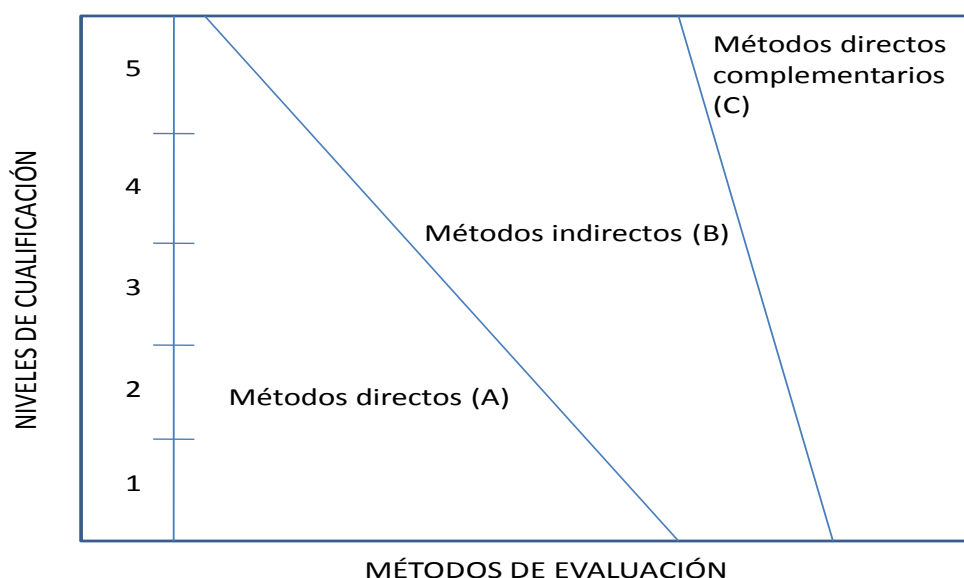 Métodos directos
complementarios
(C)
5
4
Métodos indirectos (B)
3
2
Métodos directos (A)
1
NIVELES DE CUALIFICACIÓN
MÉTODOS DE EVALUACIÓN